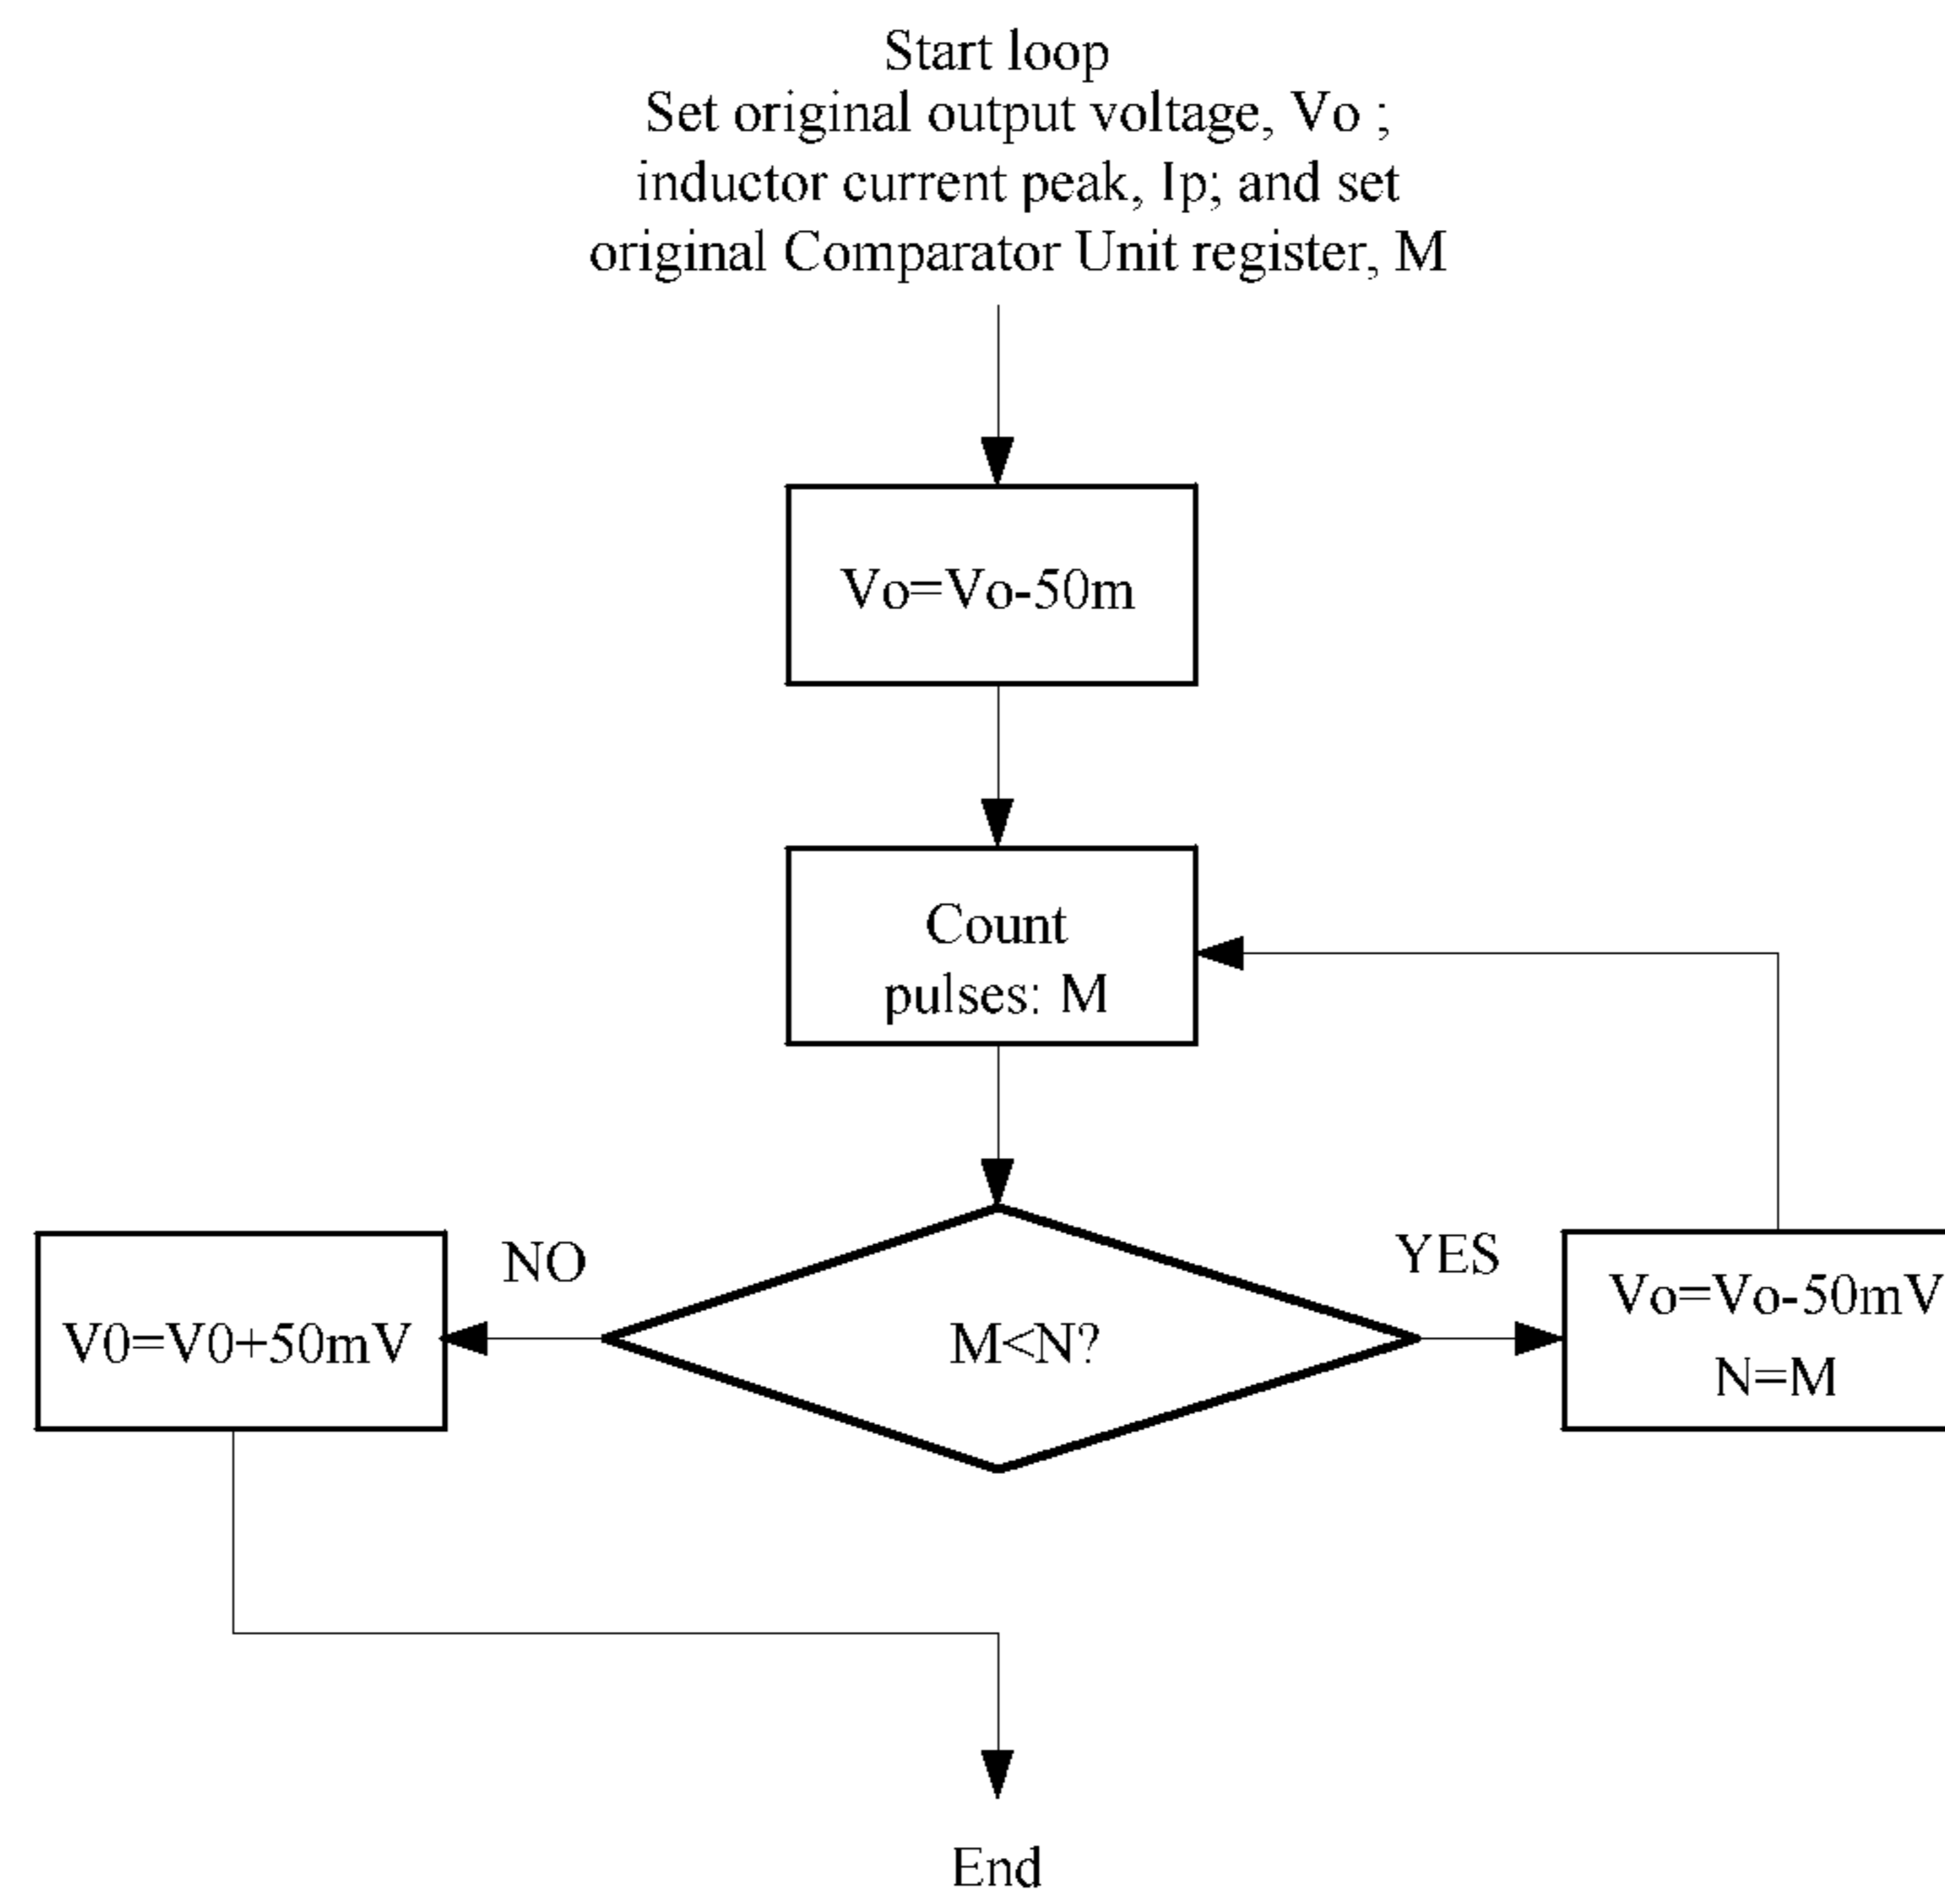 Start loop
Set original output voltage, Vo ;
inductor current peak, Ip; and set
original Comparator Unit register, M
Vo=Vo-50m
Count
pulses: M
NO
YES
V0=V0+50mV
M<N?
Vo=Vo-50mV
N=M
End